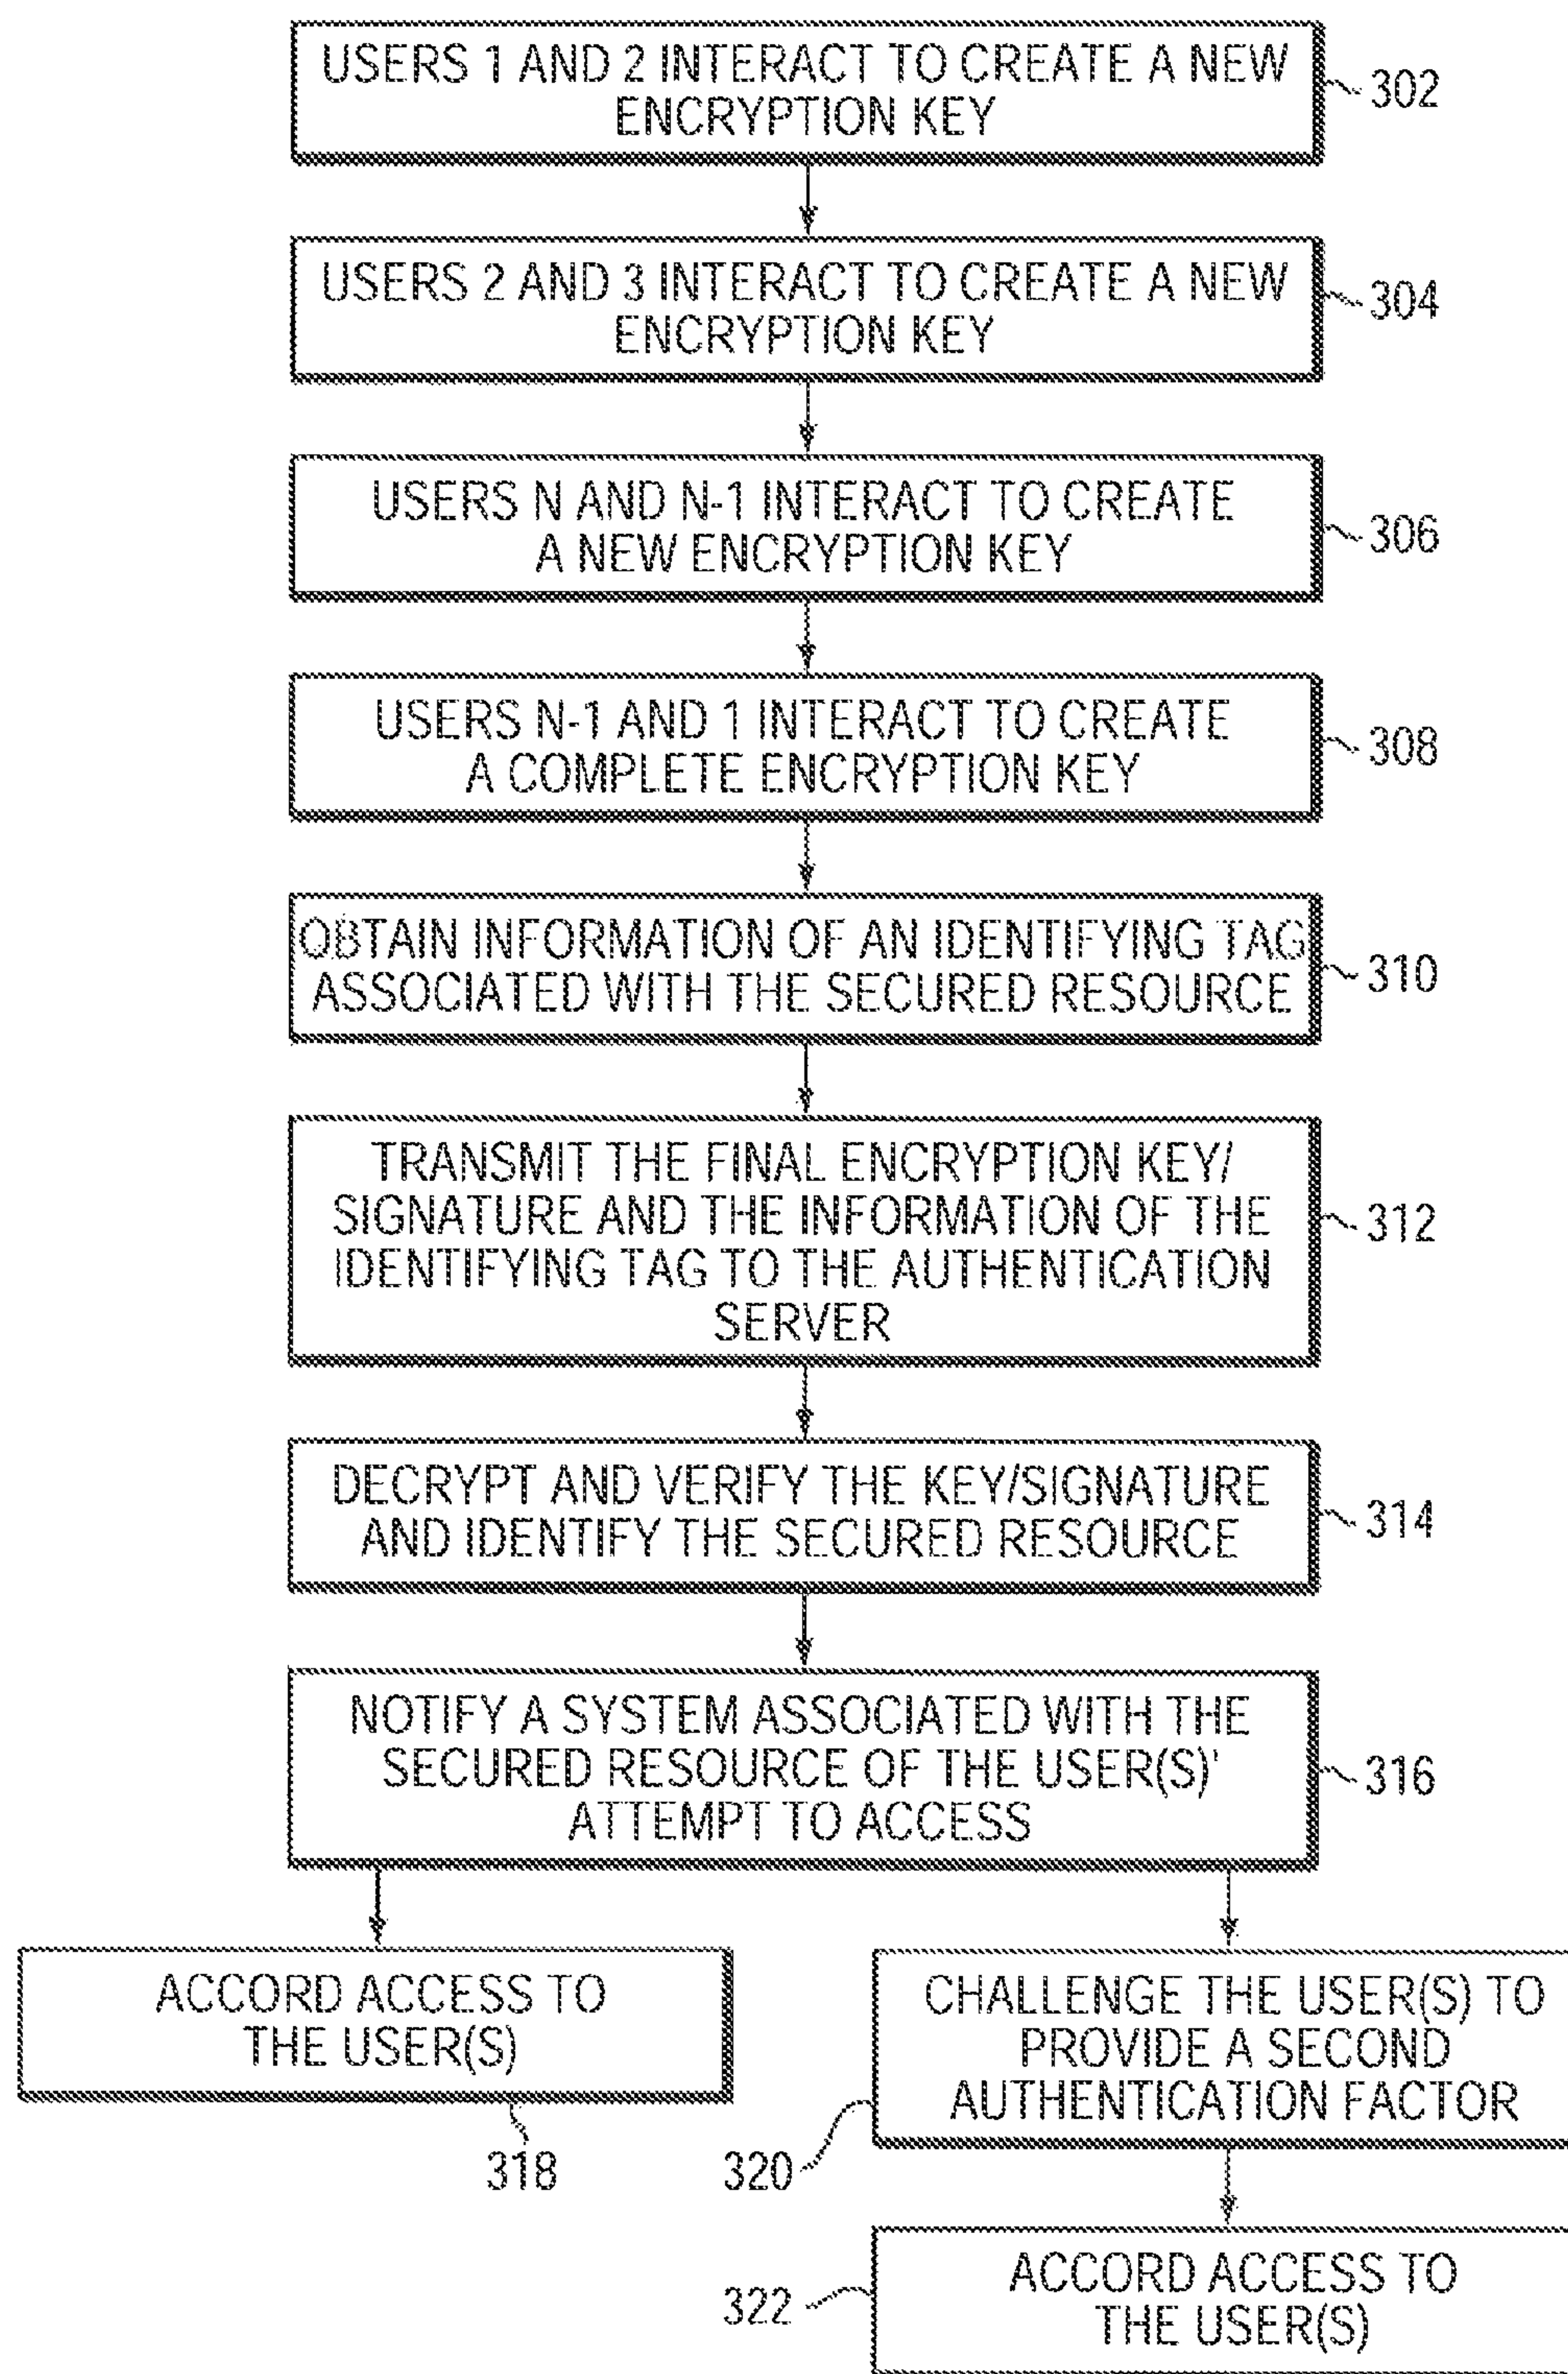 USERS 1 AND 2 INTERACT TO CREATE A NEW
ENCRYPTION KEY
302
USERS 2 AND 3 INTERACT TO CREATE A NEW
ENCRYPTION KEY
304
USERS N AND N-1 INTERACT TO CREATE
A NEW ENCRYPTION KEY
306
USERS N-1 AND 1 INTERACT TO CREATE
A COMPLETE ENCRYPTION KEY
308
OBTAIN INFORMATION OF AN IDENTIFYING TAG
ASSOCIATED WITH THE SECURED RESOURCE
310
TRANSMIT THE FINAL ENCRYPTION KEY/
SIGNATURE AND THE INFORMATION OF THE
IDENTIFYING TAG TO THE AUTHENTICATION
SERVER
312
DECRYPT AND VERIFY THE KEY/SIGNATURE
AND IDENTIFY THE SECURED RESOURCE
314
NOTIFY A SYSTEM ASSOCIATED WITH THE
SECURED RESOURCE OF THE USER(S)'
ATTEMPT TO ACCESS
316
ACCORD ACCESS TO
THE USER(S)
318
CHALLENGE THE USER(S) TO
PROVIDE A SECOND
AUTHENTICATION FACTOR
320
ACCORD ACCESS TO
THE USER(S)
322